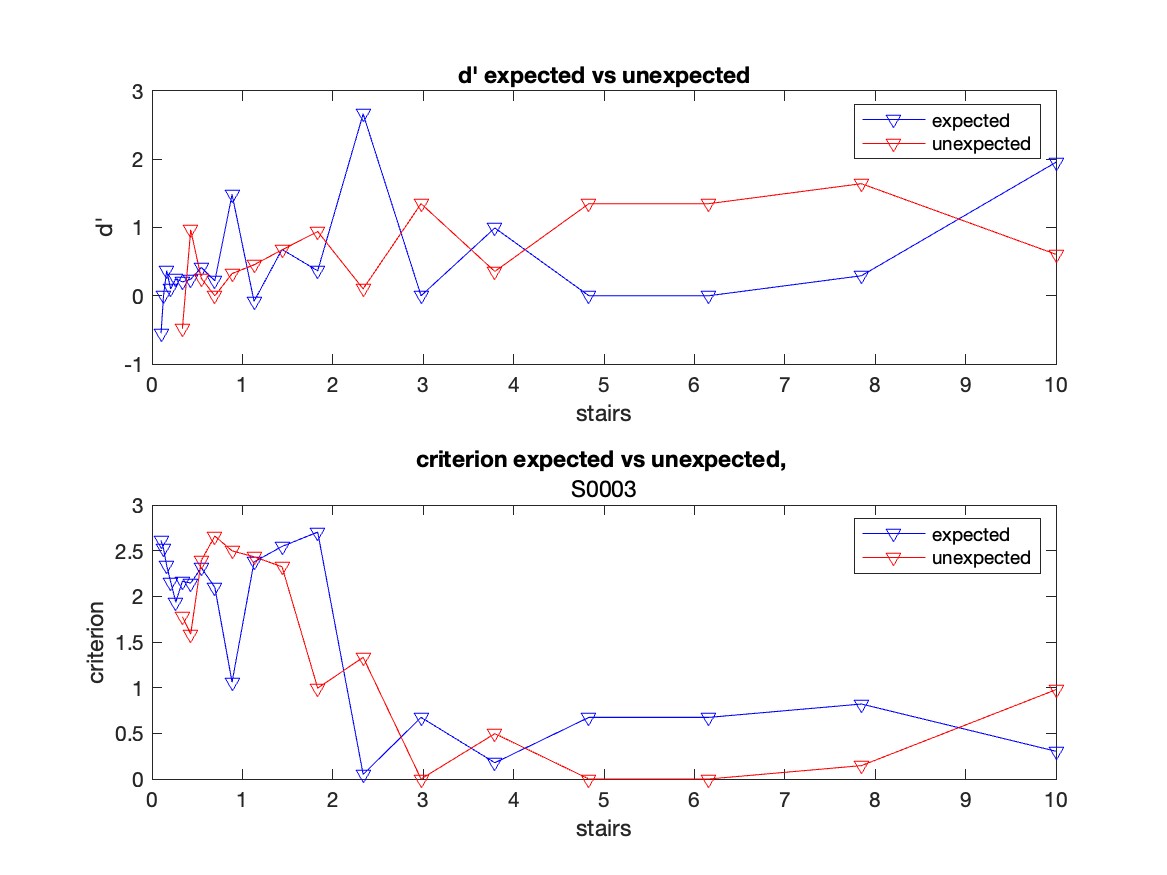 d' expected vs unexpected
3
2
1
0
-1
d'
expected
unexpected
0 1 2 3 4 5 6 7 8 9 10
stairs
criterion expected vs unexpected,
S0003
3
2.5
2
1.5
1
0.5
0
criterion
expected
unexpected
0 1 2 3 4 5 6 7 8 9 10
stairs